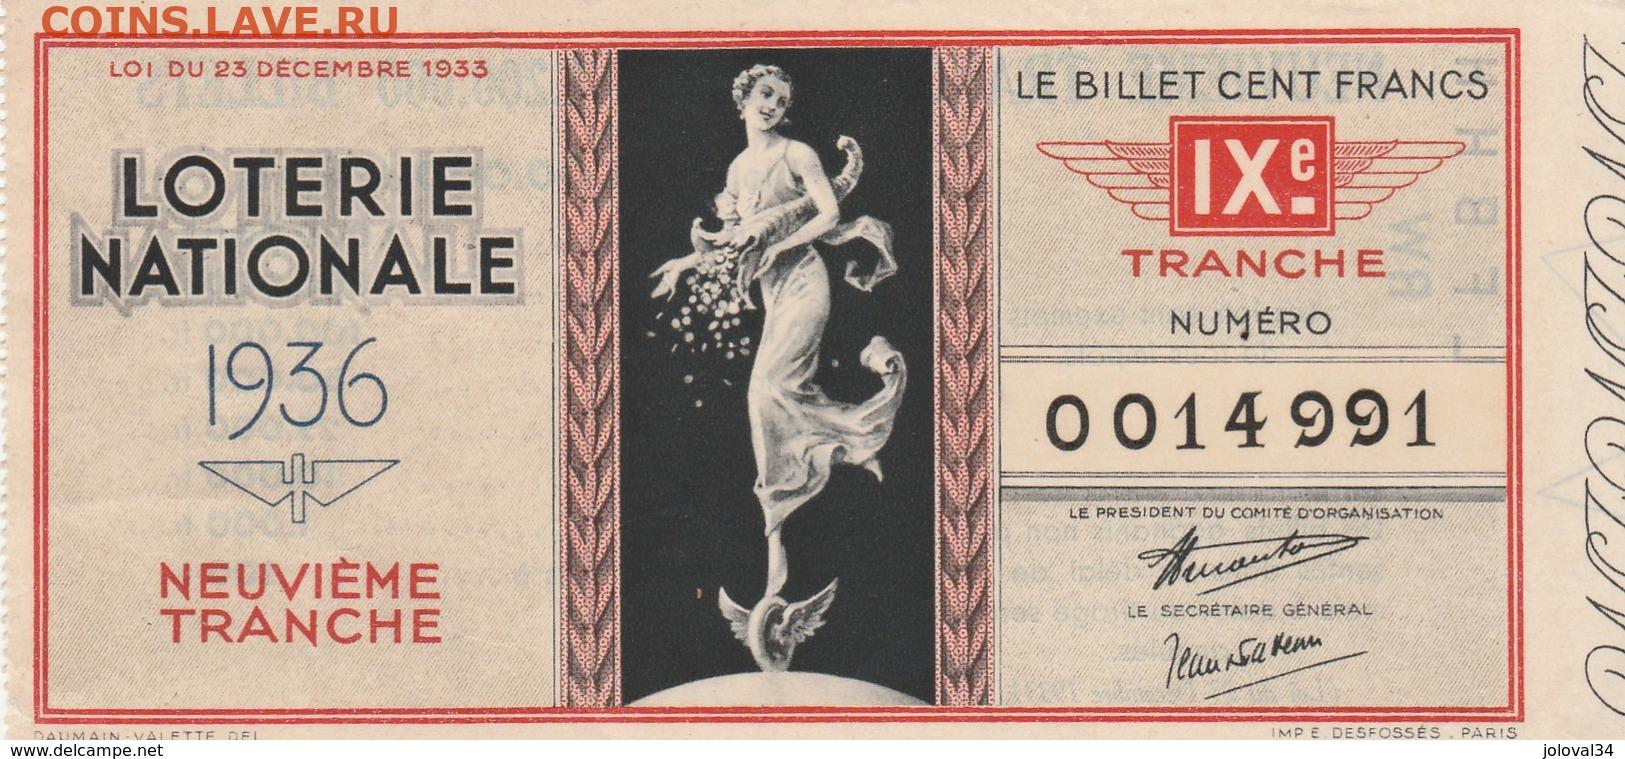 COINS.LAVE.RU
LOI DU 23 DÉCEMBRE 1933
LOTERIE
NATIONALE
1936
NEUVIÈME
TRANCHE
LE BILLET CENT FRANCS
IXe
TRANCHE
NUMÉRO
0014991
LE PRESIDENT DU COMITÉ D'ORGANISATION
LE SECRÉTAIRE GÉNÉRAL
DAUMAIN-VALETTE DEL
IMP E. DESFOSSÉS . PARIS
www.delcampe.net
joloval34